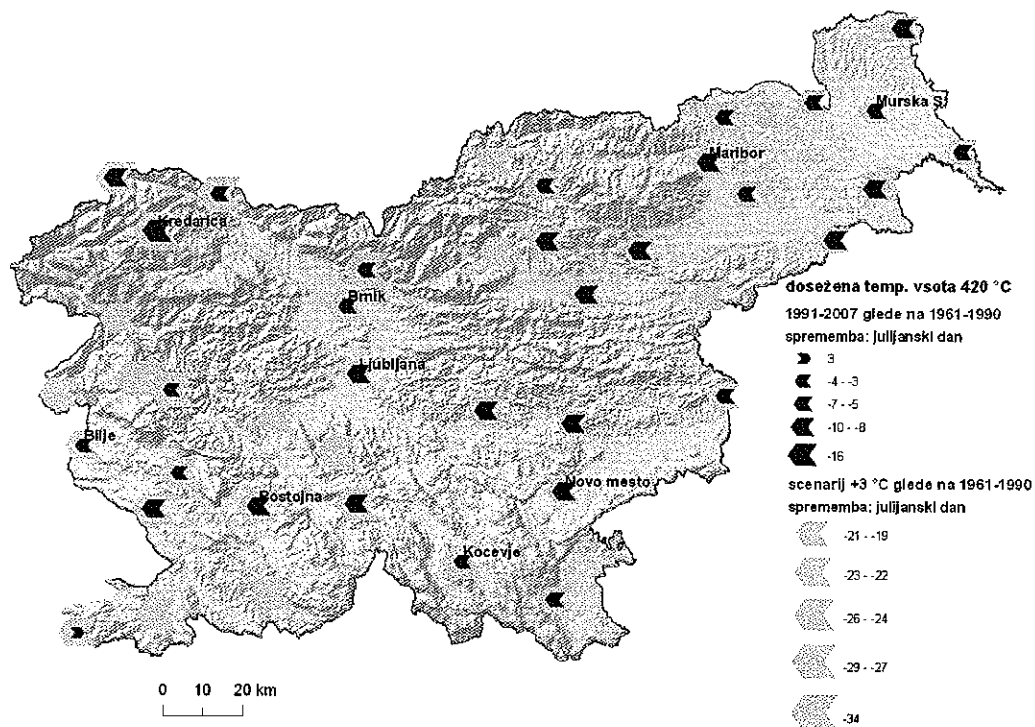 Murska S.
Maribor
Kredarica
Brnik
Ljubljana
Bilje
Postojna
Novo mesto
Kocevje
0 10 20 km
dosežena temp. vsota 420 °C
1991-2007 glede na 1961-1990
sprememba: julijanski dan
3
-4 - -3
-7 - -5
-10 - -8
-16
scenarij +3 °C glede na 1961-1990
sprememba: julijanski dan
-21 - -19
-23 - -22
-26 - -24
-29 - -27
-34